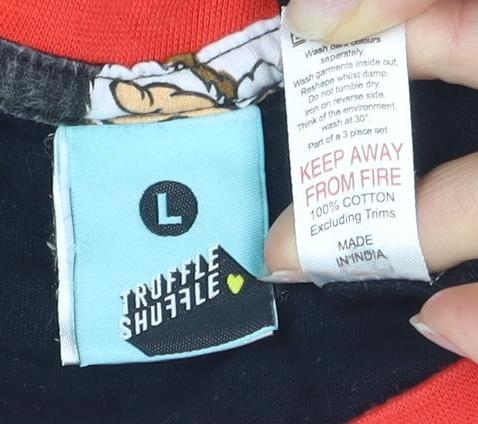 L
TRUFFLE
SHUFFLE
Wash dark colours
seperately.
Wash garments inside out,
Reshape whilst damp.
Do not tumble dry.
Iron on reverse side.
Think of the environment,
wash at 30°.
Part of a 3 piece set
KEEP AWAY
FROM FIRE
100% COTTON
Excluding Trims
MADE
IN INDIA